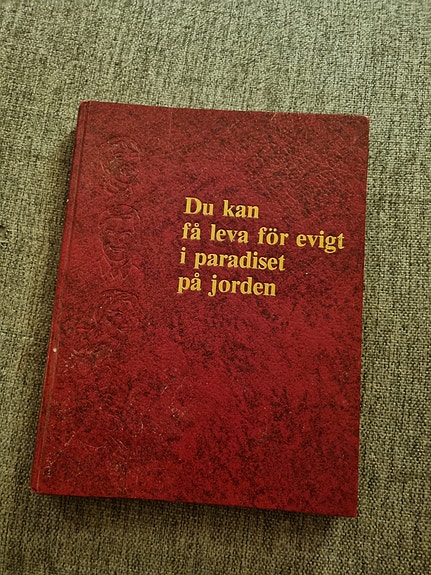 Du kan
få leva för evigt
i paradiset
på jorden